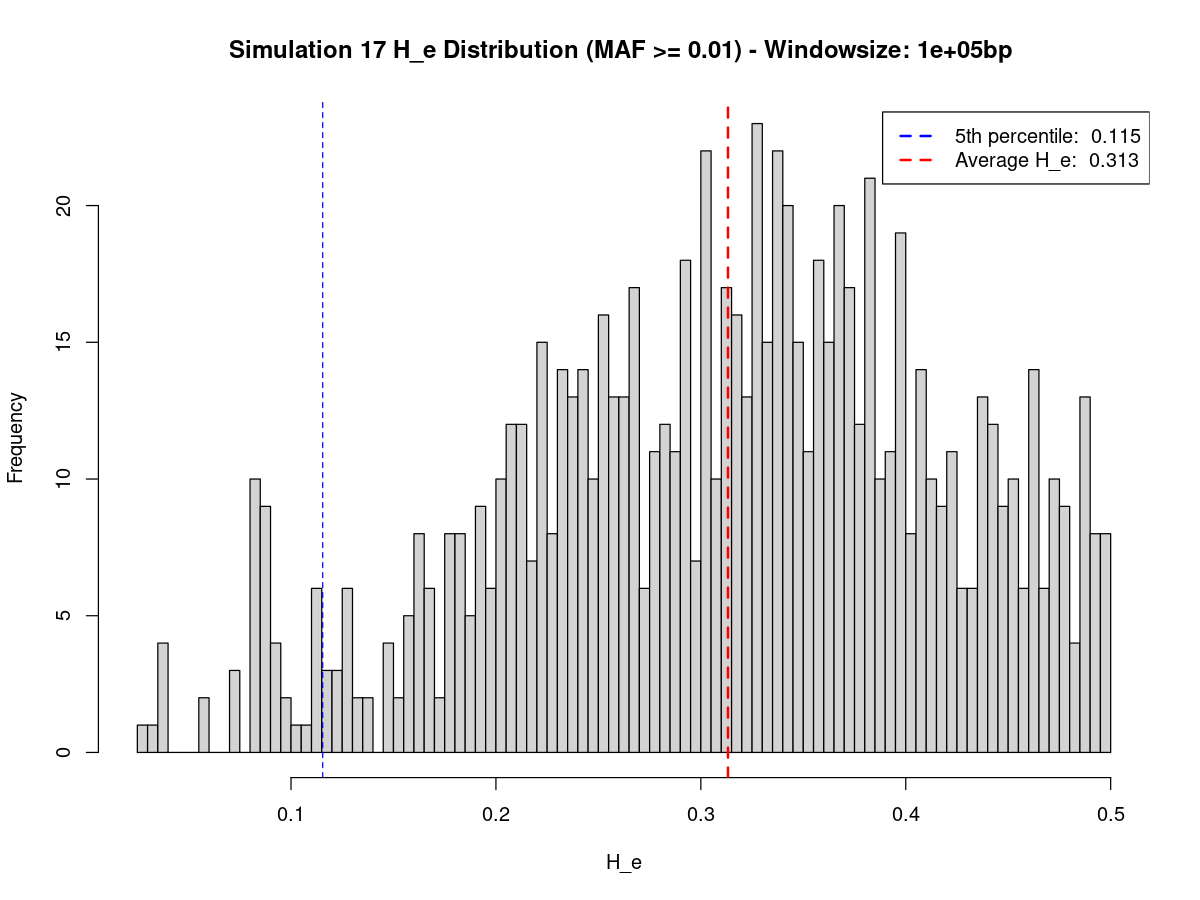 Simulation 17 H_e Distribution (MAF >= 0.01) - Windowsize: 1e+05bp
5th percentile:  0.115
Average H_e:  0.313
Frequency
20
15
10
5
0
0.1
0.2
0.3
0.4
0.5
H_e